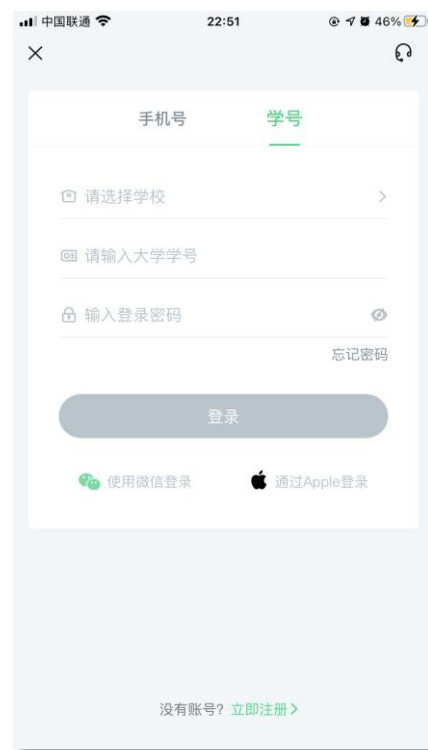 中国联通 22:51 46%
手机号 学号
请选择学校
请输入大学学号
输入登录密码
忘记密码
登录
使用微信登录 通过Apple登录
没有账号? 立即注册>